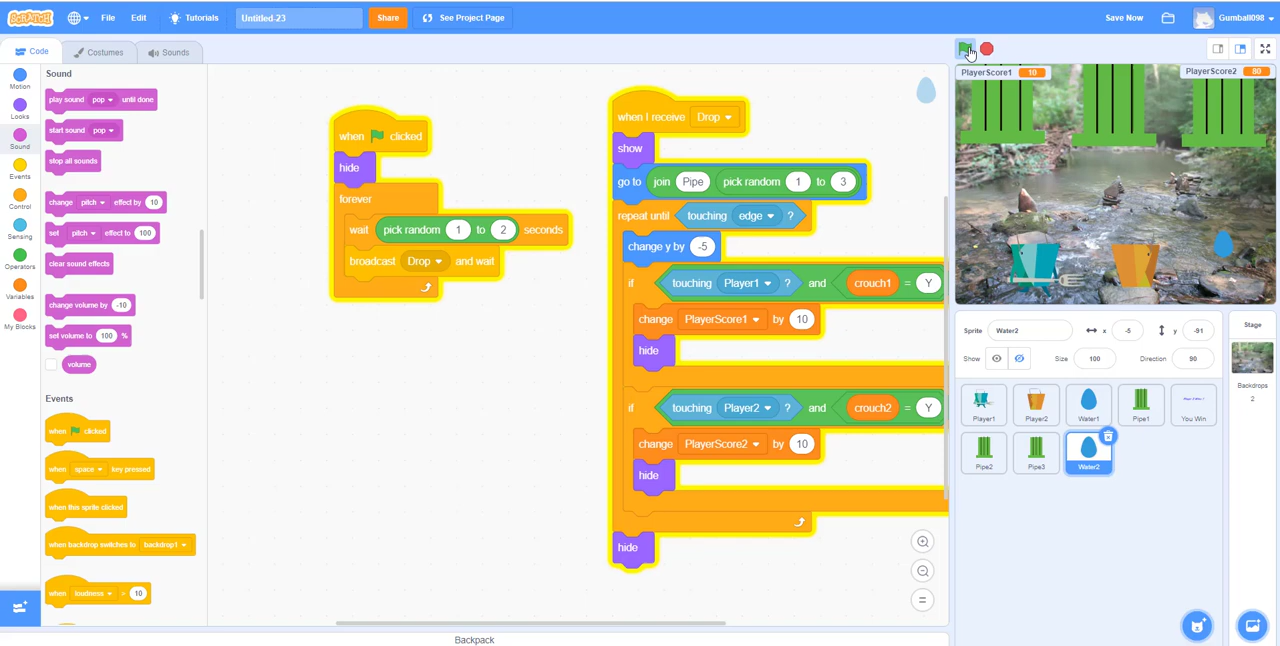 SCRATCH File Edit Tutorials Untitled-23 Share See Project Page Save Now Gumball098
Code Costumes Sounds
Motion
Looks
Sound
Events
Control
Sensing
Operators
Variables
My Blocks
Sound
play sound pop until done
start sound pop
stop all sounds
change pitch effect by 10
set pitch effect to 100
clear sound effects
change volume by -10
set volume to 100 %
volume
Events
when clicked
when space key pressed
when this sprite clicked
when backdrop switches to backdrop1
when loudness > 10
when clicked
hide
forever
wait pick random 1 to 2 seconds
broadcast Drop and wait
when I receive Drop
show
go to join Pipe pick random 1 to 3
repeat until touching edge ?
change y by -5
if touching Player1 ? and crouch1 = Y
change PlayerScore1 by 10
hide
if touching Player2 ? and crouch2 = Y
change PlayerScore2 by 10
hide
hide
Backpack
PlayerScore1 10 PlayerScore2 80
Sprite Water2 x -5 y -91
Show Size 100 Direction 90
Player1 Player2 Water1 Pipe1 You Win
Pipe2 Pipe3 Water2
Stage
Backdrops
2